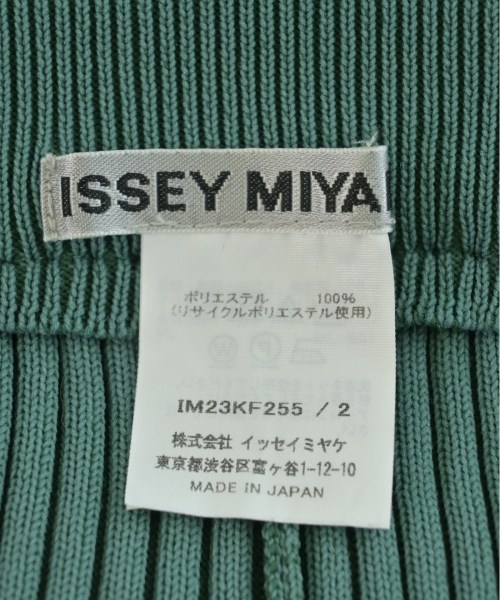 ISSEY MIYA
ポリエステル 100%
(リサイクルポリエステル使用)
IM23KF255 / 2
株式会社 イッセイミヤケ
東京都渋谷区富ヶ谷1-12-10
MADE IN JAPAN